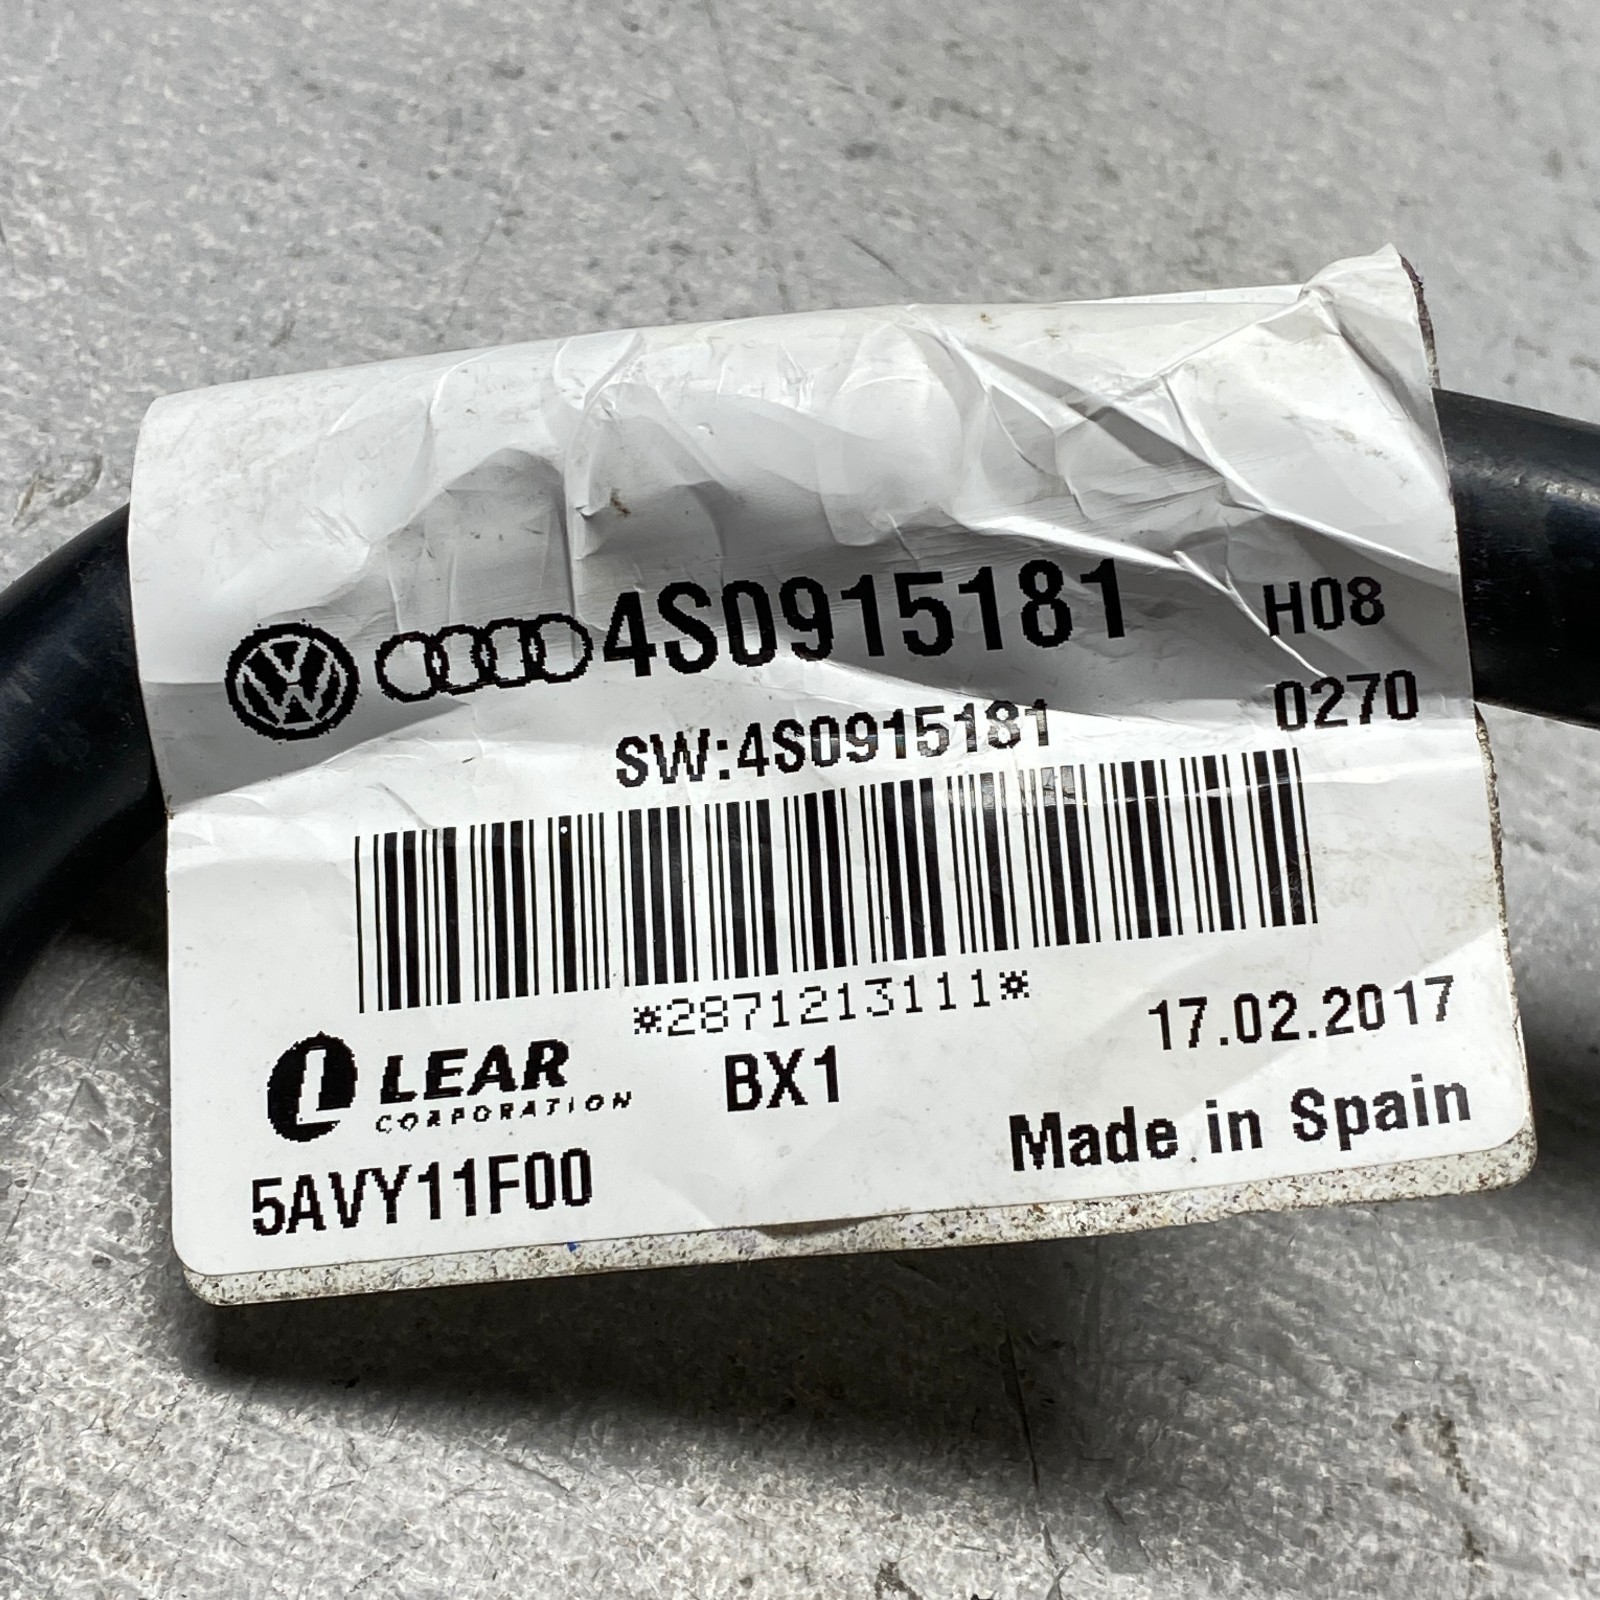 4S0915181 H08
SW:4S0915181 0270
*2871213111*
LEAR
CORPORATION
BX1
17.02.2017
5AVY11F00
Made in Spain